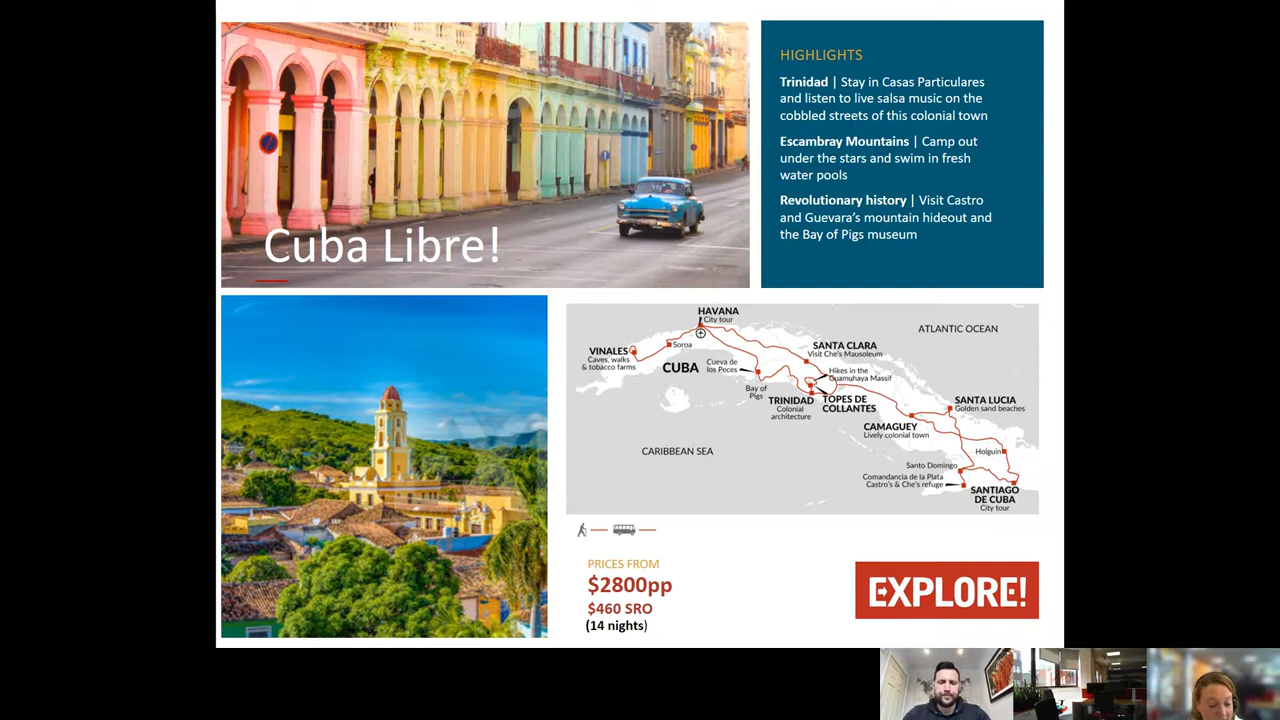 Cuba Libre!
HIGHLIGHTS
Trinidad | Stay in Casas Particulares
and listen to live salsa music on the
cobbled streets of this colonial town
Escambray Mountains | Camp out
under the stars and swim in fresh
water pools
Revolutionary history | Visit Castro
and Guevara's mountain hideout and
the Bay of Pigs museum
HAVANA
City tour
ATLANTIC OCEAN
VINALES
Caves, walks
& tobacco farms
Soroa
CUBA
Cueva de
los Peces
SANTA CLARA
Visit Che's Mausoleum
Hikes in the
Guamuhaya Massif
Bay of
Pigs
TRINIDAD
Colonial
architecture
TOPES DE
COLLANTES
SANTA LUCIA
Golden sand beaches
CAMAGUEY
Lively colonial town
CARIBBEAN SEA
Holguin
Santo Domingo
Comandancia de la Plata
Castro's & Che's refuge
SANTIAGO
DE CUBA
City tour
PRICES FROM
$2800pp
$460 SRO
(14 nights)
EXPLORE!